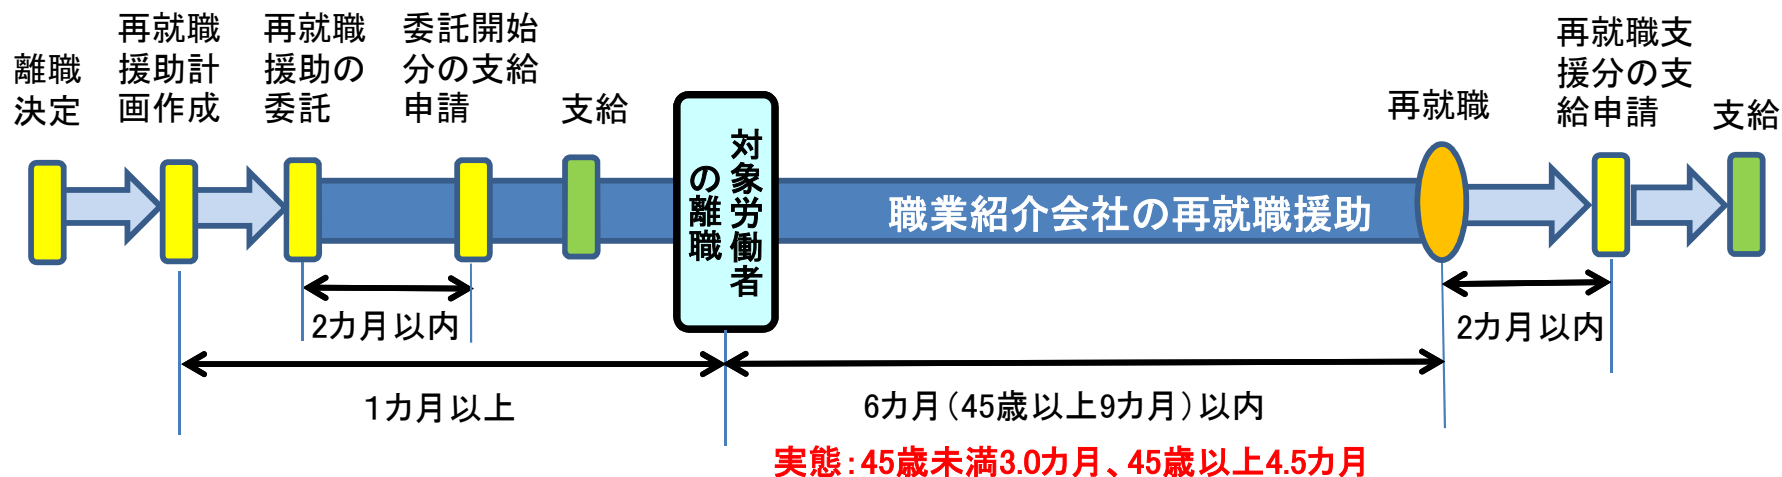 離職
決定
再就職
援助計
画作成
再就職
援助の
委託
委託開始
分の支給
申請
支給
対象労働者
の離職
再就職
再就職支
援分の支
給申請
支給
職業紹介会社の再就職援助
2カ月以内
2カ月以内
1カ月以上
6カ月(45歳以上9カ月)以内
実態:45歳未満3.0カ月、45歳以上4.5カ月